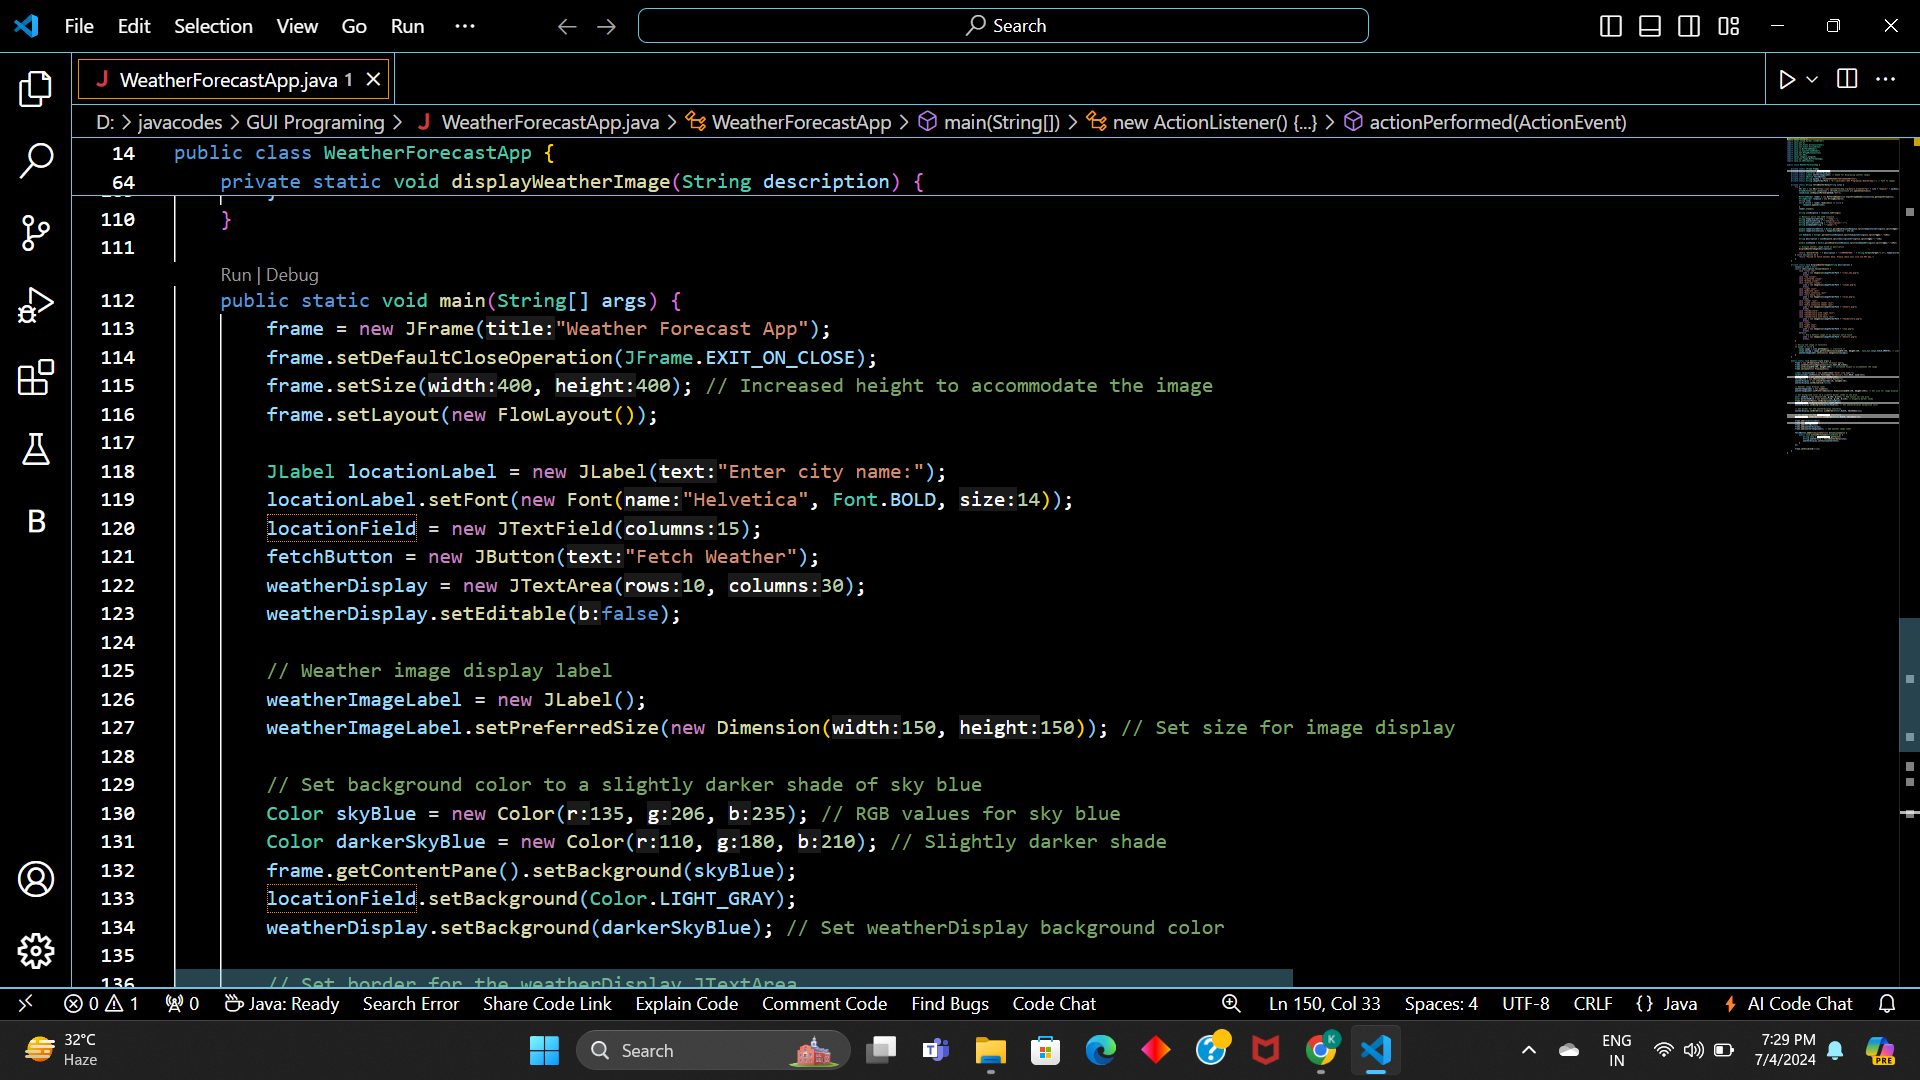 File Edit Selection View Go Run ··· Search
WeatherForecastApp.java 1
D: > javacodes > GUI Programing > J WeatherForecastApp.java > WeatherForecastApp > main(String[]) > new ActionListener() {...} > actionPerformed(ActionEvent)
14 public class WeatherForecastApp {
64 private static void displayWeatherImage(String description) {
110 }
111
Run | Debug
112 public static void main(String[] args) {
113 frame = new JFrame(title:"Weather Forecast App");
114 frame.setDefaultCloseOperation(JFrame.EXIT_ON_CLOSE);
115 frame.setSize(width:400, height:400); // Increased height to accommodate the image
116 frame.setLayout(new FlowLayout());
117
118 JLabel locationLabel = new JLabel(text:"Enter city name:");
119 locationLabel.setFont(new Font(name:"Helvetica", Font.BOLD, size:14));
120 locationField = new JTextField(columns:15);
121 fetchButton = new JButton(text:"Fetch Weather");
122 weatherDisplay = new JTextArea(rows:10, columns:30);
123 weatherDisplay.setEditable(b:false);
124
125 // Weather image display label
126 weatherImageLabel = new JLabel();
127 weatherImageLabel.setPreferredSize(new Dimension(width:150, height:150)); // Set size for image display
128
129 // Set background color to a slightly darker shade of sky blue
130 Color skyBlue = new Color(r:135, g:206, b:235); // RGB values for sky blue
131 Color darkerSkyBlue = new Color(r:110, g:180, b:210); // Slightly darker shade
132 frame.getContentPane().setBackground(skyBlue);
133 locationField.setBackground(Color.LIGHT_GRAY);
134 weatherDisplay.setBackground(darkerSkyBlue); // Set weatherDisplay background color
135
136 // Set border for the weatherDisplay JTextArea
B
0 1 0 Java: Ready Search Error Share Code Link Explain Code Comment Code Find Bugs Code Chat Ln 150, Col 33 Spaces: 4 UTF-8 CRLF {} Java AI Code Chat
32°C
Haze
Search
ENG
IN
7:29 PM
7/4/2024
PRE